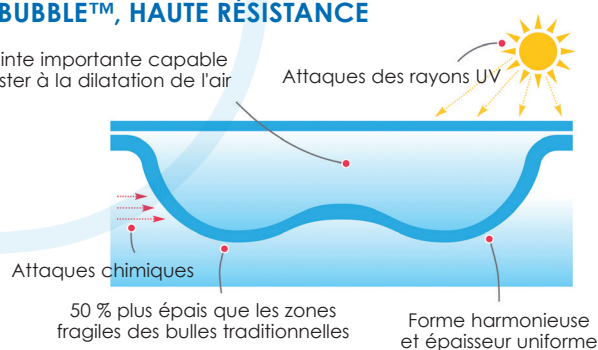 BUBBLE™, HAUTE RÉSISTANCE
inte importante capable
ster à la dilatation de l'air
Attaques des rayons UV
Attaques chimiques
50 % plus épais que les zones
fragiles des bulles traditionnelles
Forme harmonieuse
et épaisseur uniforme